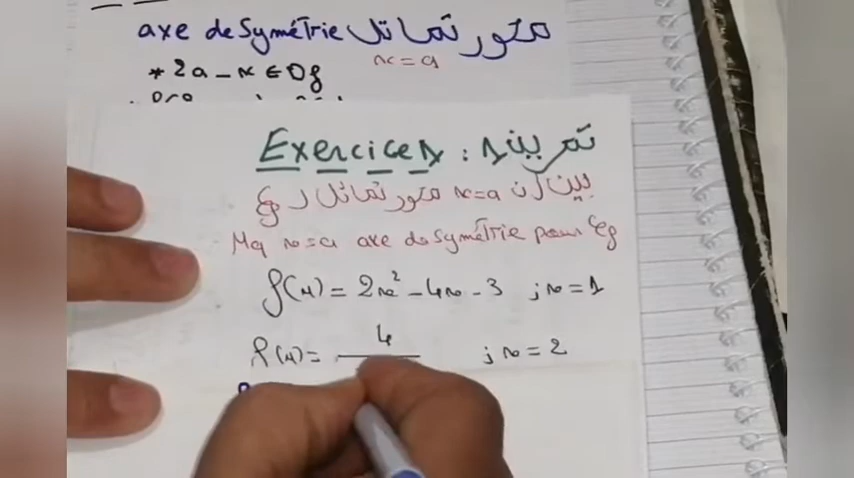 axe de Symétrie محور تماثل
x = a
* 2a - x ∈ Df
Exercice 1 : تمرين 1
بين أن x = a محور تماثل ل Cf
Mq x = a axe de Symétrie pour Cf
f(x) = 2x² - 4x - 3 ; x = 1
f(x) = 4 ; x = 2